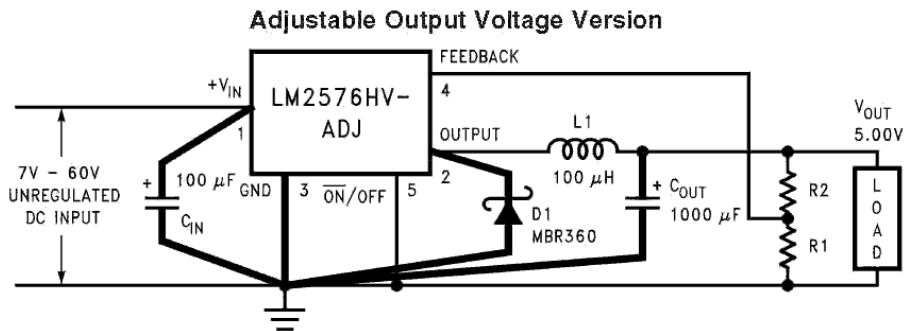 Adjustable Output Voltage Version
FEEDBACK
+VIN
LM2576HV-
ADJ
4
1
OUTPUT
L1
VOUT
5.00V
7V – 60V
UNREGULATED
DC INPUT
+
100 µF
CIN
GND
3
ON/OFF
5
2
100 µH
D1
MBR360
+
COUT
1000 µF
R2
R1
LOAD